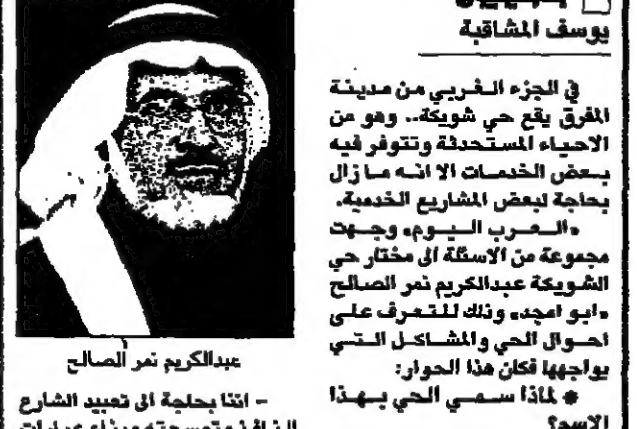 يوسف المشاقبة
في الجزء الغربي من مدينة
المفرق يقع حي شويكة.. وهو من
الاحياء المستحدثة وتتوفر فيه
بعض الخدمات الا انه ما زال
بحاجة لبعض المشاريع الخدمية.
«العرب اليوم» وجهت
مجموعة من الاسئلة الى مختار حي
الشويكة عبدالكريم نمر الصالح
«ابو امجد» وذلك للتعرف على
احوال الحي والمشاكل التي
يواجهها فكان هذا الحوار:
* لماذا سمي الحي بهذا
الاسم؟
عبدالكريم نمر الصالح
- اننا بحاجة الى تعبيد الشارع